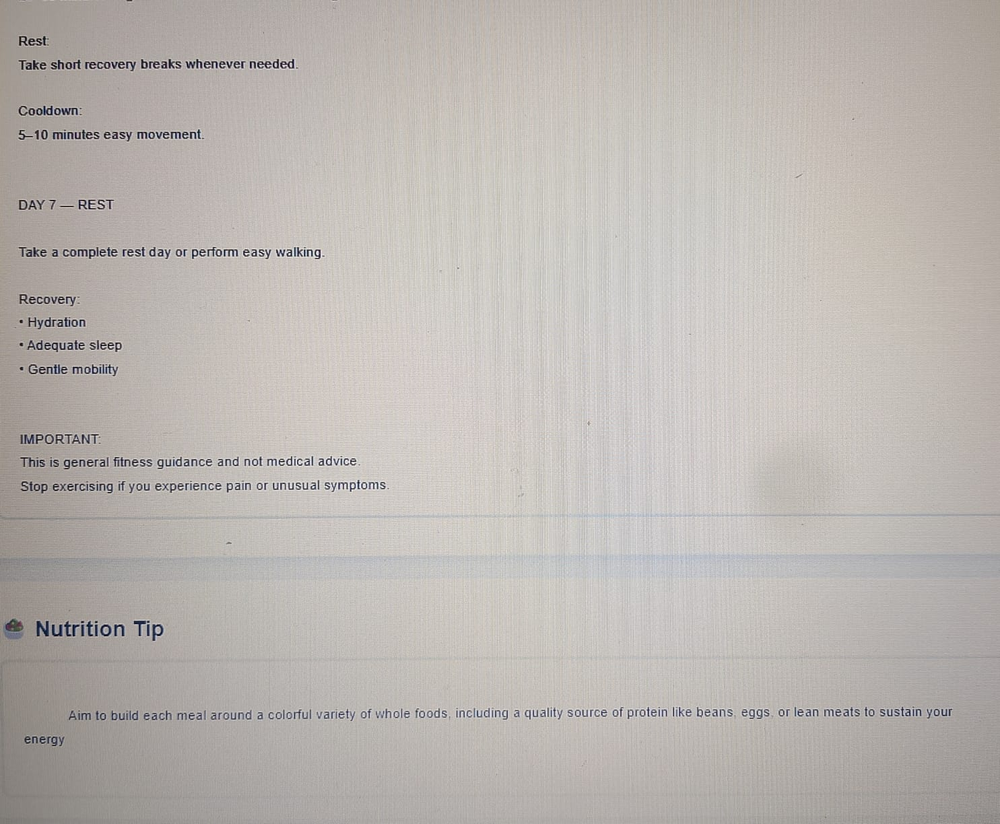 Rest:
Take short recovery breaks whenever needed.
Cooldown:
5–10 minutes easy movement.
DAY 7 — REST
Take a complete rest day or perform easy walking.
Recovery:
• Hydration
• Adequate sleep
• Gentle mobility
IMPORTANT:
This is general fitness guidance and not medical advice.
Stop exercising if you experience pain or unusual symptoms.
Nutrition Tip
Aim to build each meal around a colorful variety of whole foods, including a quality source of protein like beans, eggs, or lean meats to sustain your
energy